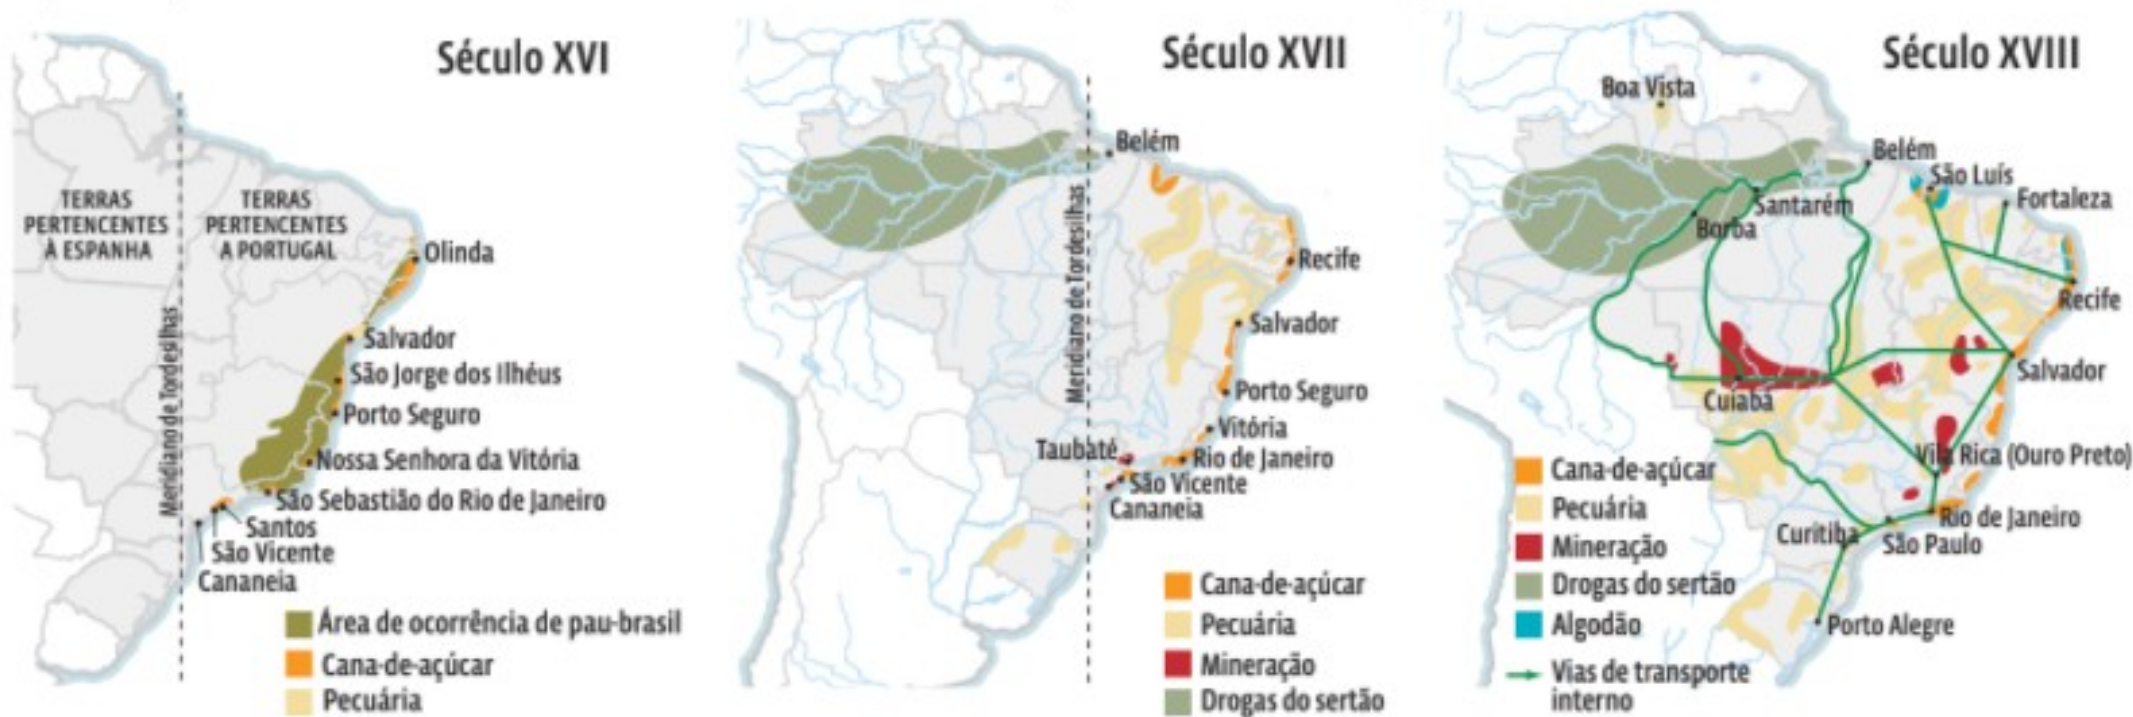 Século XVI
TERRAS
PERTENCENTES
À ESPANHA
TERRAS
PERTENCENTES
A PORTUGAL
Meridiano de Tordesilhas
Olinda
Salvador
São Jorge dos Ilhéus
Porto Seguro
Nossa Senhora da Vitória
São Sebastião do Rio de Janeiro
Santos
São Vicente
Cananeia
Área de ocorrência de pau-brasil
Cana-de-açúcar
Pecuária
Século XVII
Belém
Meridiano de Tordesilhas
Recife
Salvador
Porto Seguro
Vitória
Taubaté
Rio de Janeiro
São Vicente
Cananeia
Cana-de-açúcar
Pecuária
Mineração
Drogas do sertão
Século XVIII
Boa Vista
Belém
São Luís
Fortaleza
Santarém
Borba
Recife
Salvador
Cuiabá
Vila Rica (Ouro Preto)
Rio de Janeiro
Curitiba
São Paulo
Porto Alegre
Cana-de-açúcar
Pecuária
Mineração
Drogas do sertão
Algodão
Vias de transporte
interno